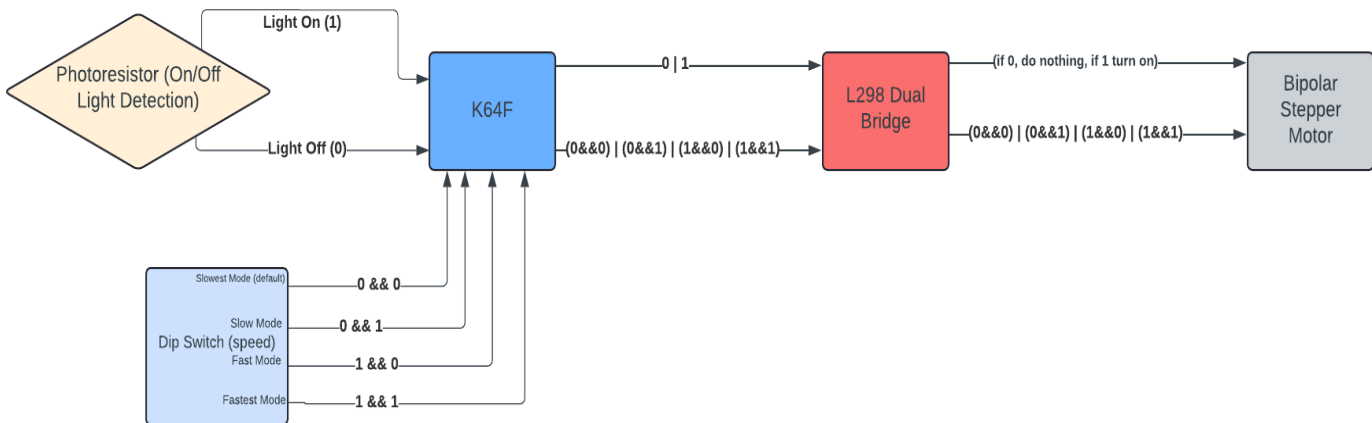 Light On (1)
Photoresistor (On/Off
Light Detection)
Light Off (0)
K64F
0 | 1
(0&&0) | (0&&1) | (1&&0) | (1&&1)
L298 Dual
Bridge
(if 0, do nothing, if 1 turn on)
(0&&0) | (0&&1) | (1&&0) | (1&&1)
Bipolar
Stepper
Motor
Slowest Mode (default)
0 && 0
Slow Mode
0 && 1
Dip Switch (speed)
Fast Mode
1 && 0
Fastest Mode
1 && 1